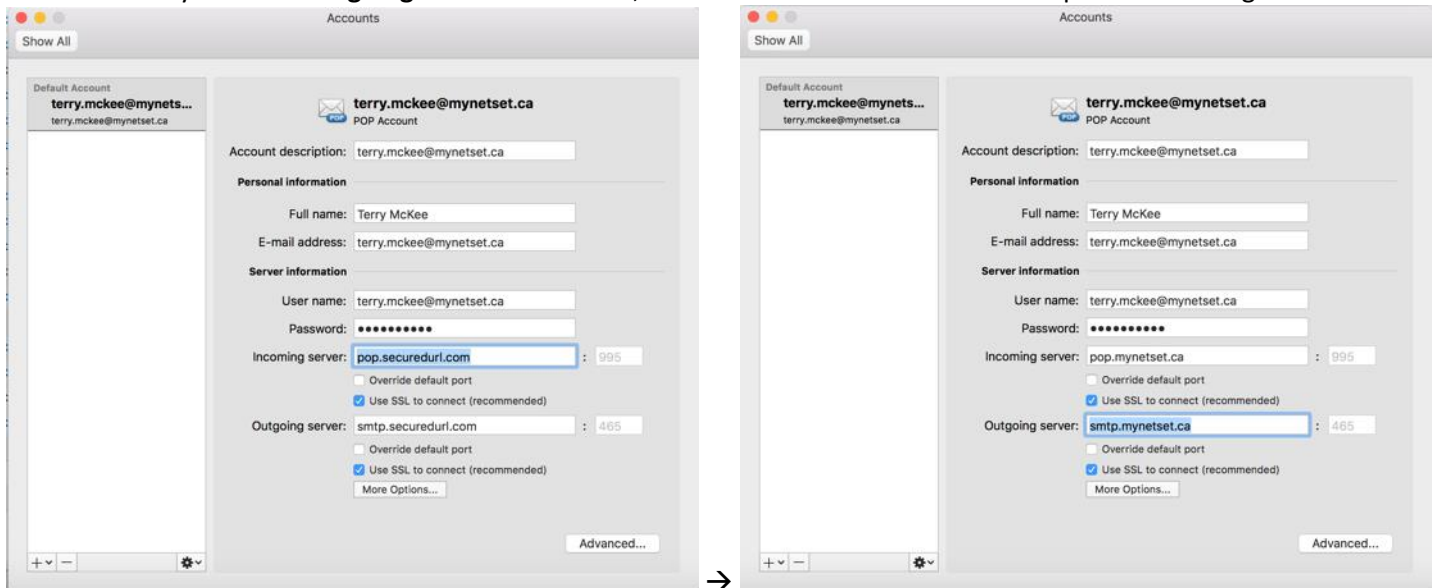 Accounts
Show All
Default Account
terry.mckee@mynets...
terry.mckee@mynetset.ca
terry.mckee@mynetset.ca
POP Account
Account description: terry.mckee@mynetset.ca
Personal information
Full name: Terry McKee
E-mail address: terry.mckee@mynetset.ca
Server information
User name: terry.mckee@mynetset.ca
Password: ••••••••••
Incoming server: pop.securedurl.com : 995
Override default port
Use SSL to connect (recommended)
Outgoing server: smtp.securedurl.com : 465
Override default port
Use SSL to connect (recommended)
More Options...
Advanced...
→
Accounts
Show All
Default Account
terry.mckee@mynets...
terry.mckee@mynetset.ca
terry.mckee@mynetset.ca
POP Account
Account description: terry.mckee@mynetset.ca
Personal information
Full name: Terry McKee
E-mail address: terry.mckee@mynetset.ca
Server information
User name: terry.mckee@mynetset.ca
Password: ••••••••••
Incoming server: pop.mynetset.ca : 995
Override default port
Use SSL to connect (recommended)
Outgoing server: smtp.mynetset.ca : 465
Override default port
Use SSL to connect (recommended)
More Options...
Advanced...